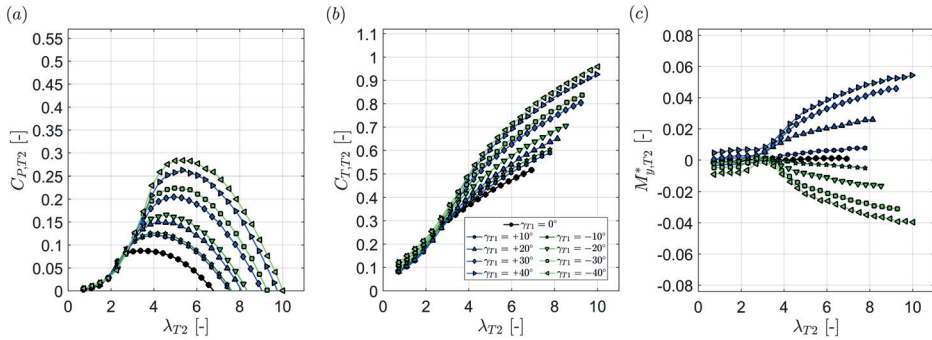 (a)
0.55
0.5
0.45
0.4
0.35
0.3
0.25
0.2
0.15
0.1
0.05
0
C_{P,T2} [-]
0 2 4 6 8 10
λ_{T2} [-]
(b)
1.1
1
0.9
0.8
0.7
0.6
0.5
0.4
0.3
0.2
0.1
0
C_{T,T2} [-]
γ_{T1} = 0°
γ_{T1} = +10° γ_{T1} = −10°
γ_{T1} = +20° γ_{T1} = −20°
γ_{T1} = +30° γ_{T1} = −30°
γ_{T1} = +40° γ_{T1} = −40°
0 2 4 6 8 10
λ_{T2} [-]
(c)
0.08
0.06
0.04
0.02
0
-0.02
-0.04
-0.06
-0.08
M*_{y,T2} [-]
0 2 4 6 8 10
λ_{T2} [-]